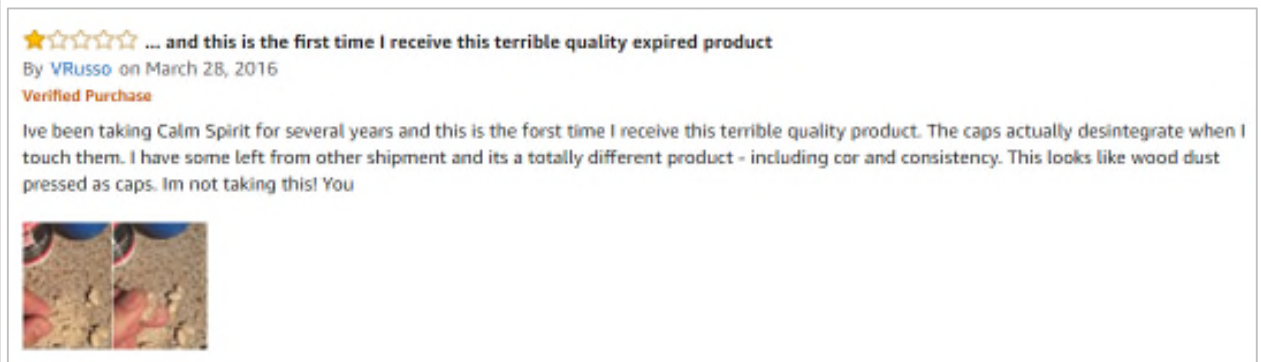 ... and this is the first time I receive this terrible quality expired product
By VRusso on March 28, 2016
Verified Purchase
Ive been taking Calm Spirit for several years and this is the forst time I receive this terrible quality product. The caps actually desintegrate when I
touch them. I have some left from other shipment and its a totally different product - including cor and consistency. This looks like wood dust
pressed as caps. Im not taking this! You